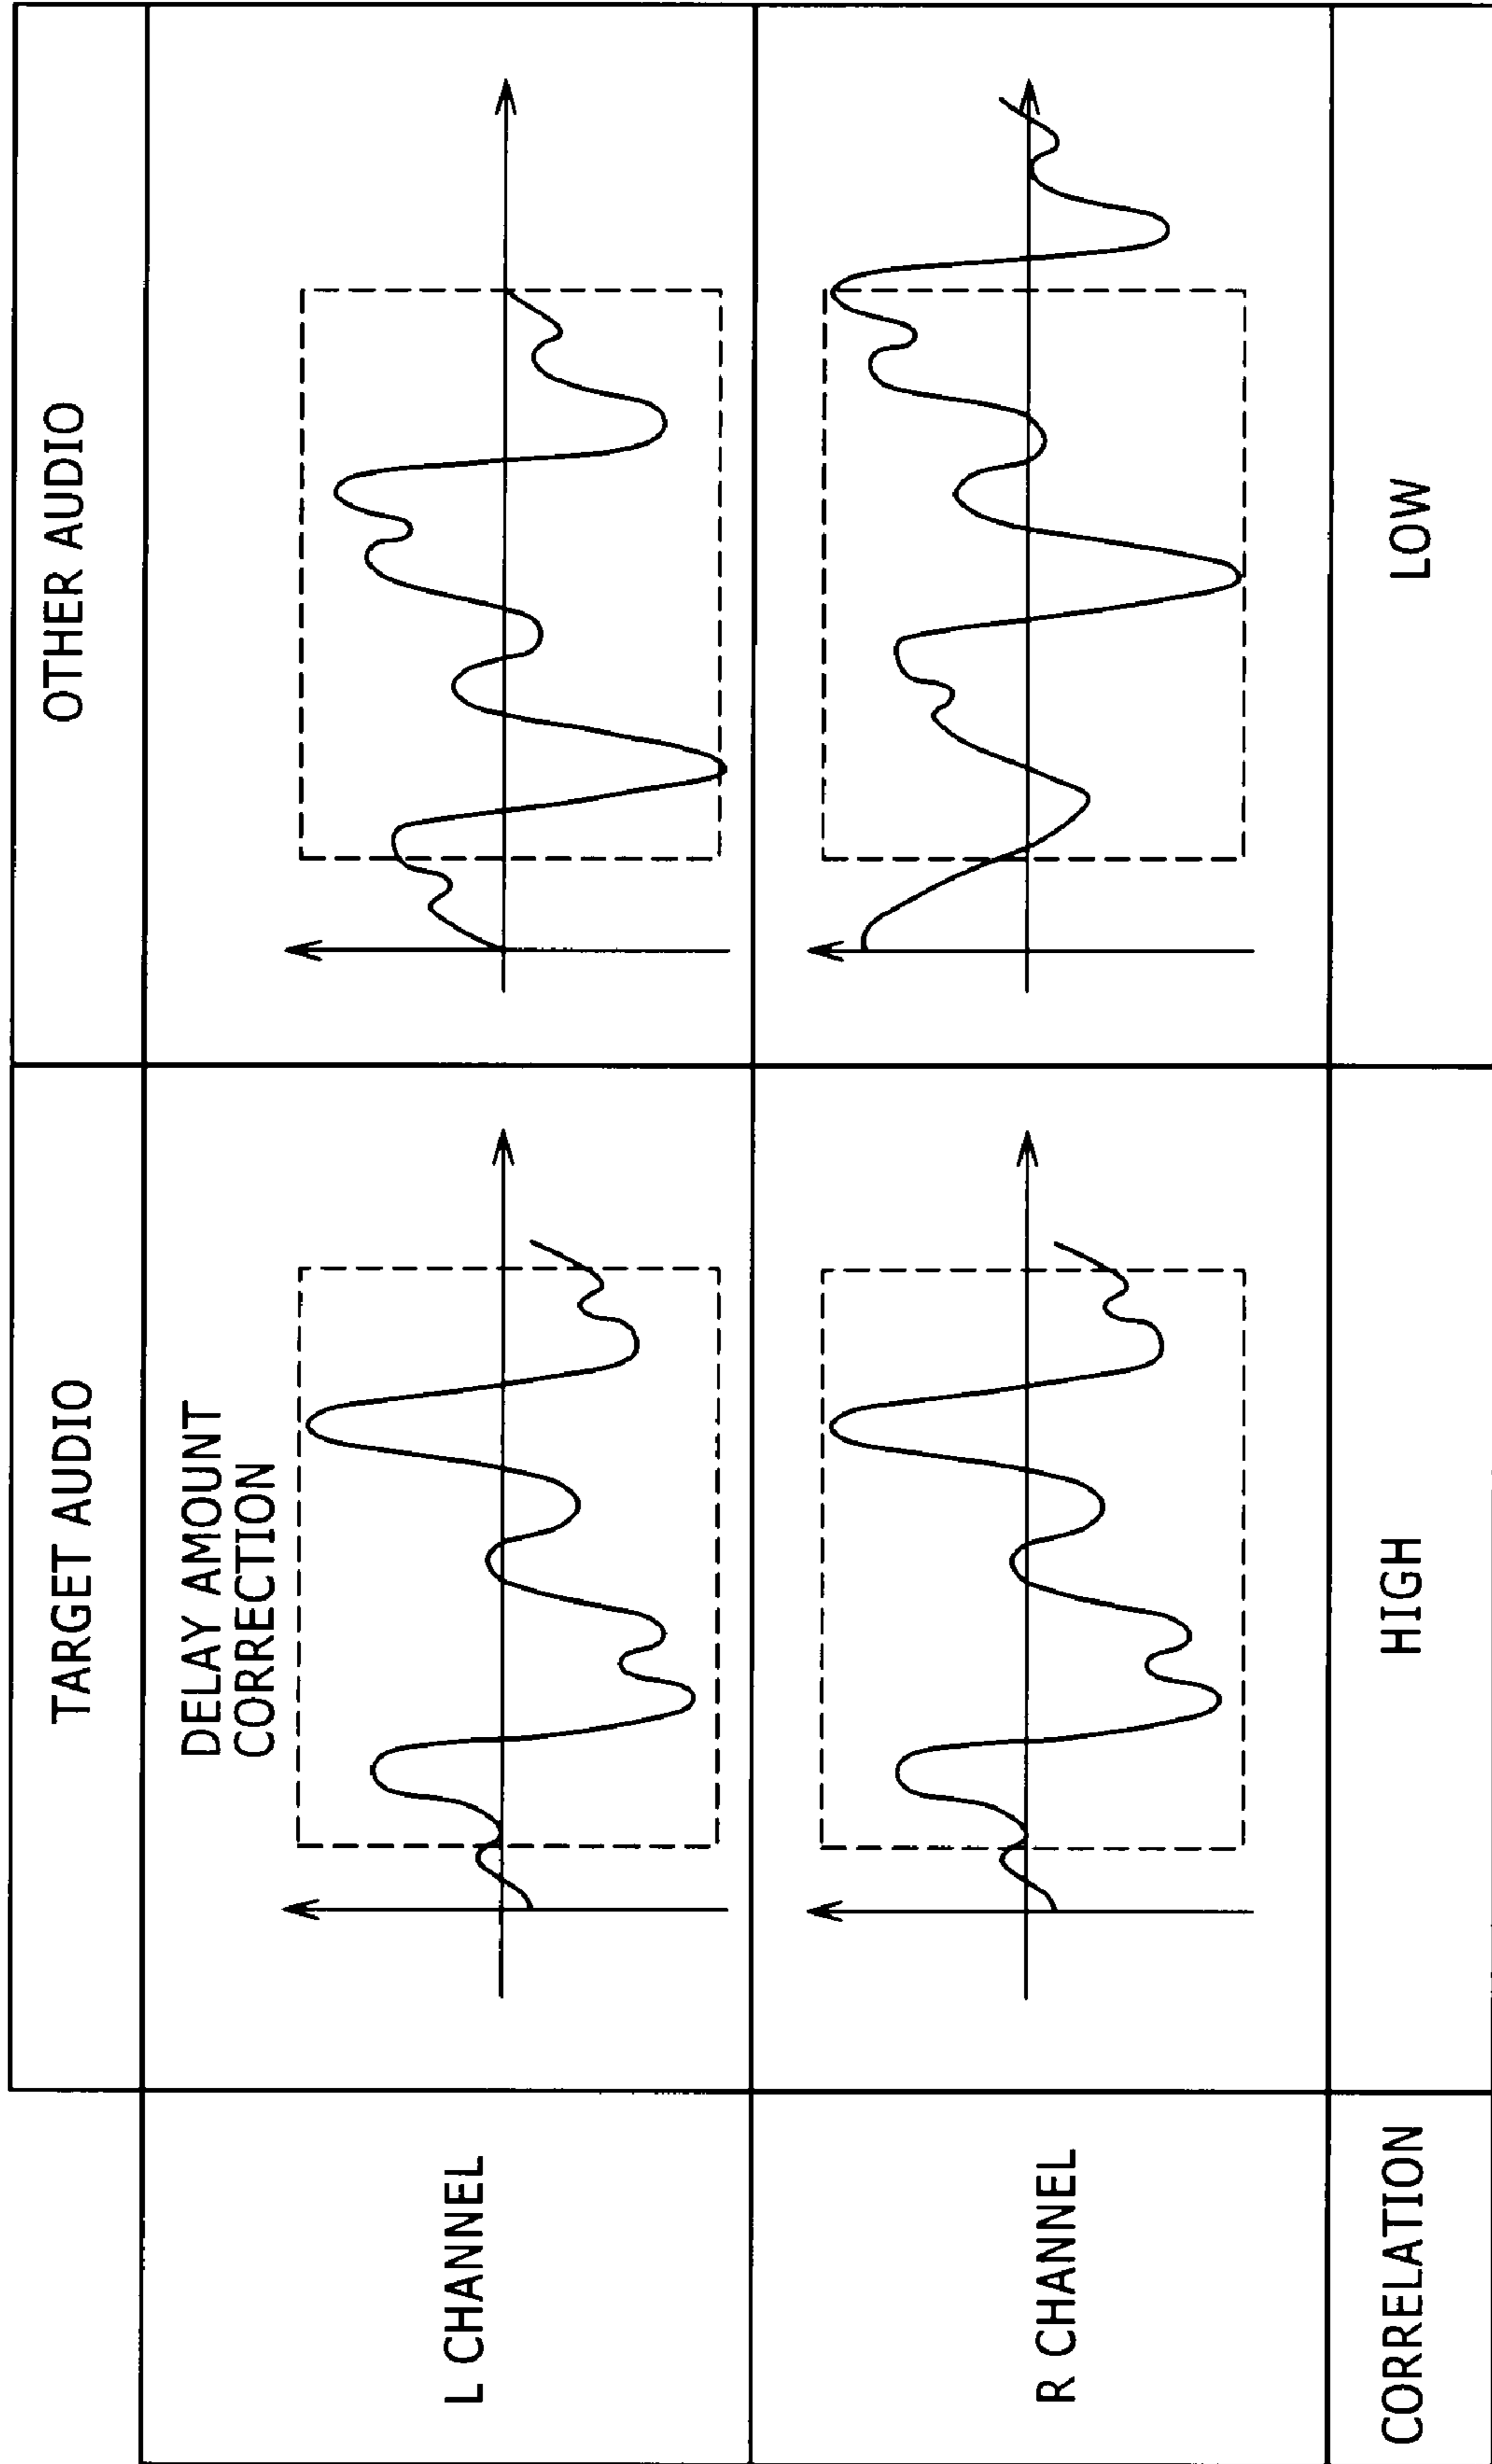 TARGET AUDIO
OTHER AUDIO
L CHANNEL
DELAY AMOUNT
CORRECTION
R CHANNEL
CORRELATION
HIGH
LOW